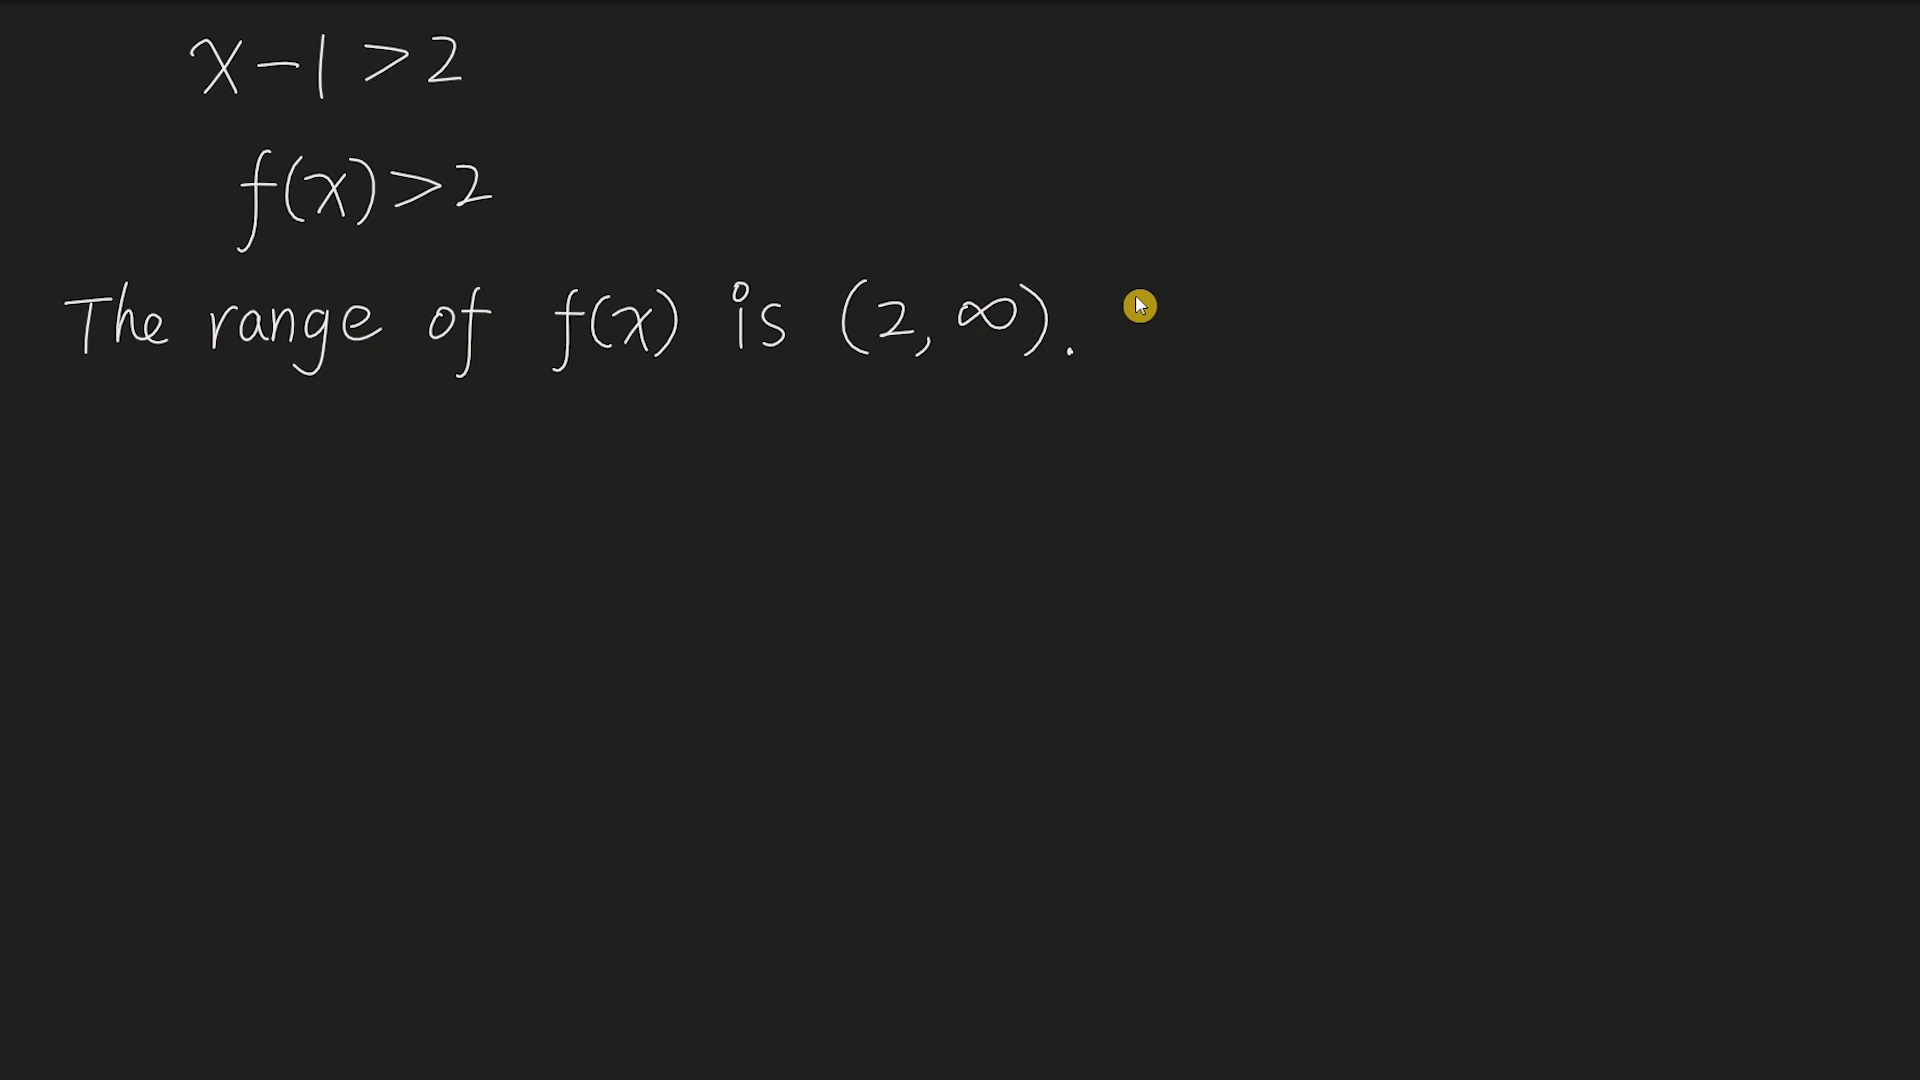 x-1>2
f(x)>2
The range of f(x) is (2,∞).